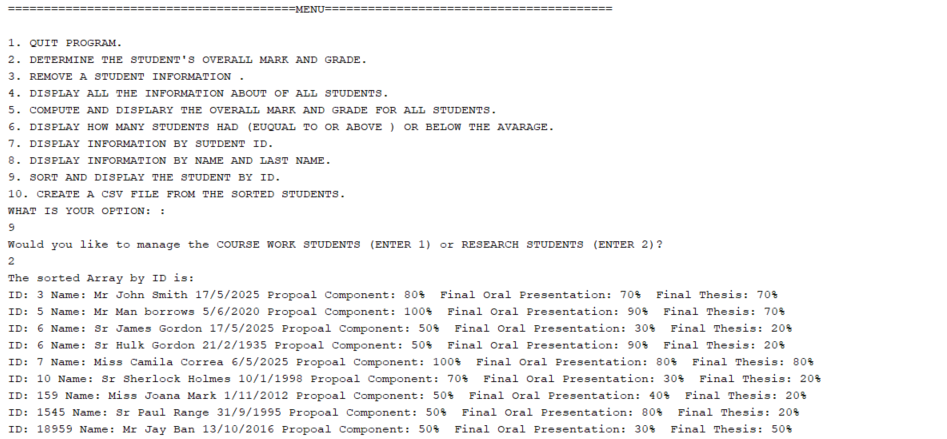 ========================================MENU========================================
1. QUIT PROGRAM.
2. DETERMINE THE STUDENT'S OVERALL MARK AND GRADE.
3. REMOVE A STUDENT INFORMATION .
4. DISPLAY ALL THE INFORMATION ABOUT OF ALL STUDENTS.
5. COMPUTE AND DISPLARY THE OVERALL MARK AND GRADE FOR ALL STUDENTS.
6. DISPLAY HOW MANY STUDENTS HAD (EUQUAL TO OR ABOVE ) OR BELOW THE AVARAGE.
7. DISPLAY INFORMATION BY SUTDENT ID.
8. DISPLAY INFORMATION BY NAME AND LAST NAME.
9. SORT AND DISPLAY THE STUDENT BY ID.
10. CREATE A CSV FILE FROM THE SORTED STUDENTS.
WHAT IS YOUR OPTION: :
9
Would you like to manage the COURSE WORK STUDENTS (ENTER 1) or RESEARCH STUDENTS (ENTER 2)?
2
The sorted Array by ID is:
ID: 3 Name: Mr John Smith 17/5/2025 Propoal Component: 80%  Final Oral Presentation: 70%  Final Thesis: 70%
ID: 5 Name: Mr Man borrows 5/6/2020 Propoal Component: 100%  Final Oral Presentation: 90%  Final Thesis: 70%
ID: 6 Name: Sr James Gordon 17/5/2025 Propoal Component: 50%  Final Oral Presentation: 30%  Final Thesis: 20%
ID: 6 Name: Sr Hulk Gordon 21/2/1935 Propoal Component: 50%  Final Oral Presentation: 90%  Final Thesis: 20%
ID: 7 Name: Miss Camila Correa 6/5/2025 Propoal Component: 100%  Final Oral Presentation: 80%  Final Thesis: 80%
ID: 10 Name: Sr Sherlock Holmes 10/1/1998 Propoal Component: 70%  Final Oral Presentation: 30%  Final Thesis: 20%
ID: 159 Name: Miss Joana Mark 1/11/2012 Propoal Component: 50%  Final Oral Presentation: 40%  Final Thesis: 20%
ID: 1545 Name: Sr Paul Range 31/9/1995 Propoal Component: 50%  Final Oral Presentation: 80%  Final Thesis: 20%
ID: 18959 Name: Mr Jay Ban 13/10/2016 Propoal Component: 50%  Final Oral Presentation: 30%  Final Thesis: 50%